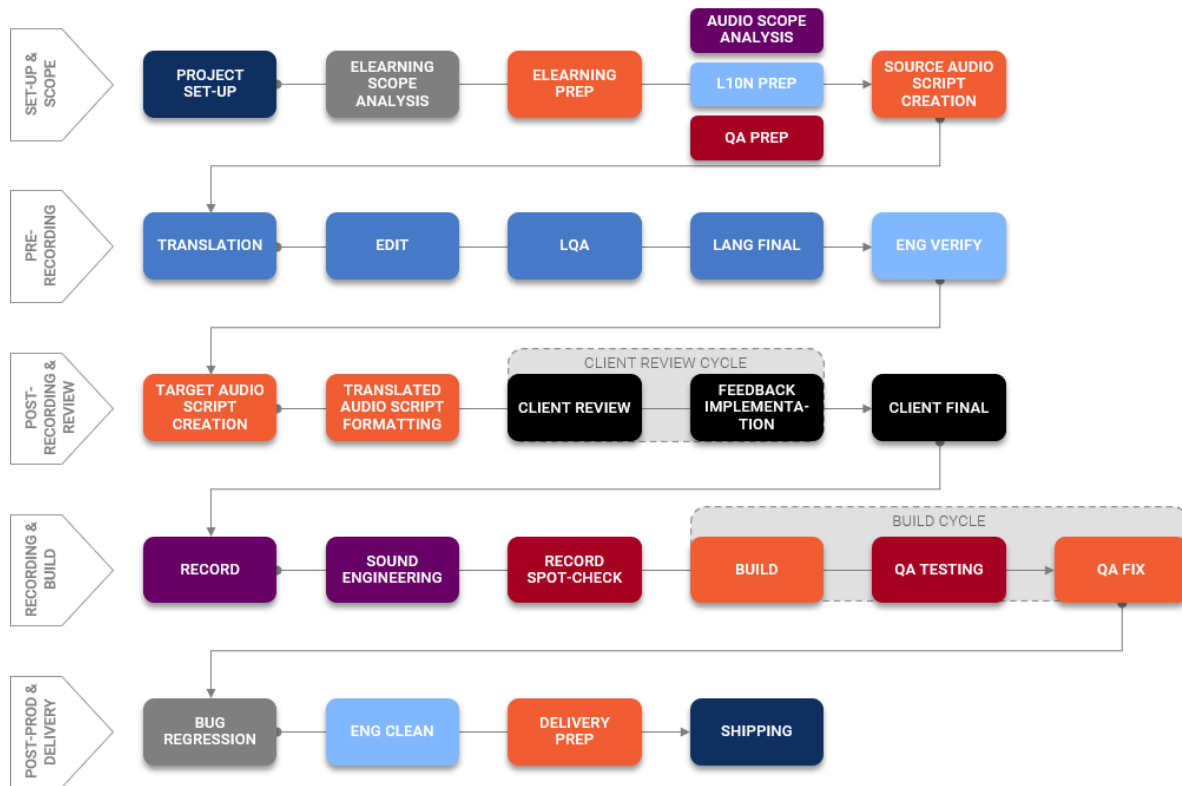 SET-UP &
SCOPE
PROJECT
SET-UP
ELEARNING
SCOPE
ANALYSIS
ELEARNING
PREP
AUDIO SCOPE
ANALYSIS
L10N PREP
QA PREP
SOURCE AUDIO
SCRIPT
CREATION
PRE-
RECORDING
TRANSLATION
EDIT
LQA
LANG FINAL
ENG VERIFY
POST-
RECORDING &
REVIEW
TARGET AUDIO
SCRIPT
CREATION
TRANSLATED
AUDIO SCRIPT
FORMATTING
CLIENT REVIEW CYCLE
CLIENT REVIEW
FEEDBACK
IMPLEMENTA-
TION
CLIENT FINAL
RECORDING &
BUILD
RECORD
SOUND
ENGINEERING
RECORD
SPOT-CHECK
BUILD CYCLE
BUILD
QA TESTING
QA FIX
POST-PROD &
DELIVERY
BUG
REGRESSION
ENG CLEAN
DELIVERY
PREP
SHIPPING